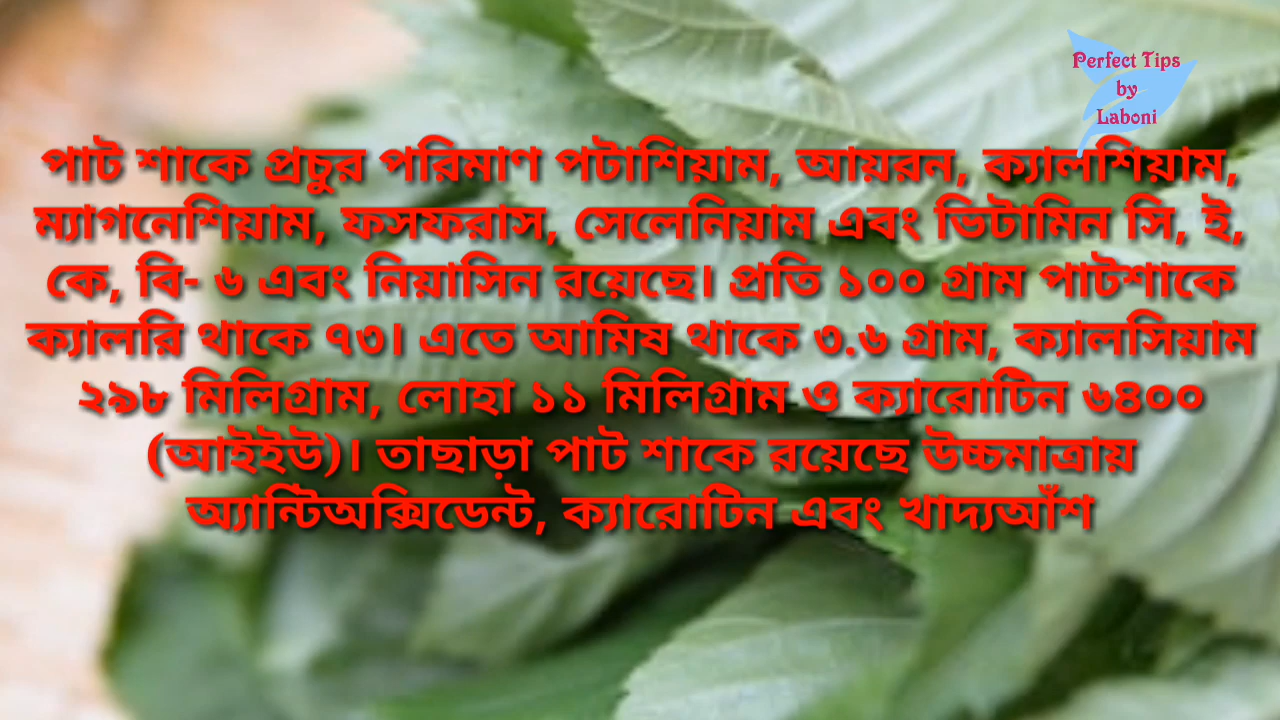 Perfect Tips
by
Laboni
পাট শাকে প্রচুর পরিমাণ পটাশিয়াম, আয়রন, ক্যালশিয়াম,
ম্যাগনেশিয়াম, ফসফরাস, সেলেনিয়াম এবং ভিটামিন সি, ই,
কে, বি- ৬ এবং নিয়াসিন রয়েছে। প্রতি ১০০ গ্রাম পাটশাকে
ক্যালরি থাকে ৭৩। এতে আমিষ থাকে ৩.৬ গ্রাম, ক্যালসিয়াম
২৯৮ মিলিগ্রাম, লোহা ১১ মিলিগ্রাম ও ক্যারোটিন ৬৪০০
(আইইউ)। তাছাড়া পাট শাকে রয়েছে উচ্চমাত্রায়
অ্যান্টিঅক্সিডেন্ট, ক্যারোটিন এবং খাদ্যআঁশ